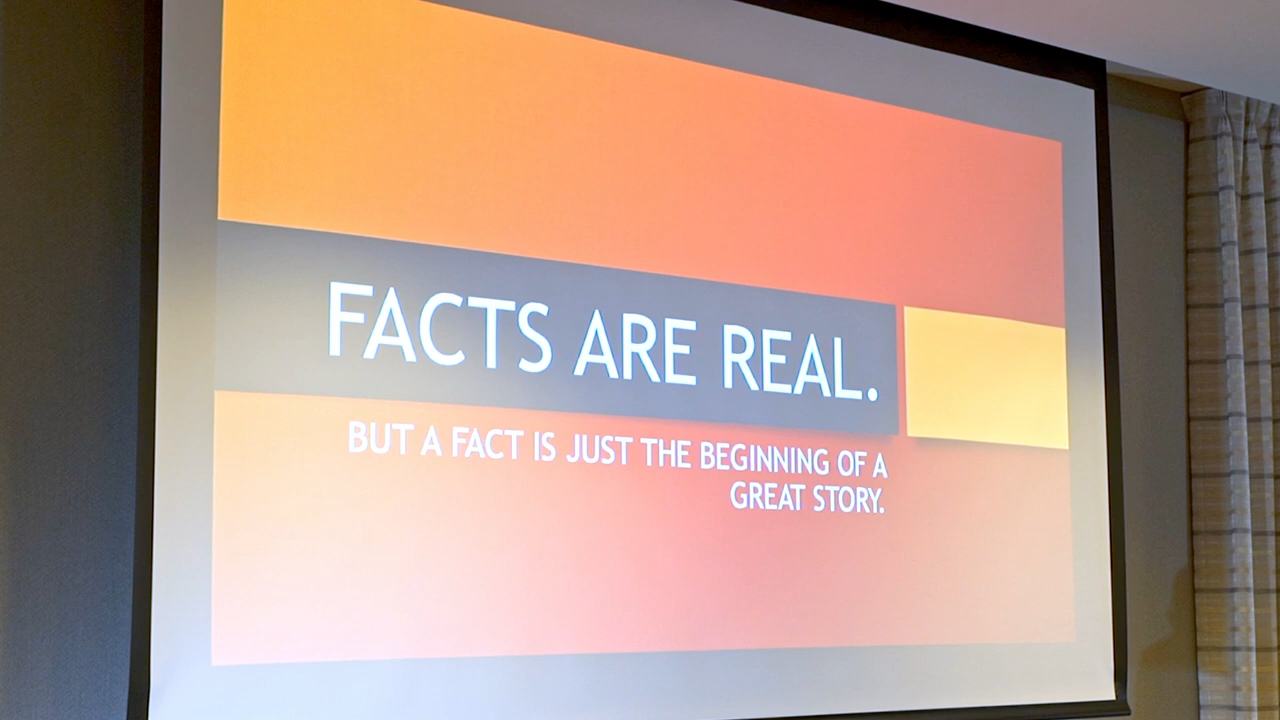 FACTS ARE REAL.
BUT A FACT IS JUST THE BEGINNING OF A
GREAT STORY.